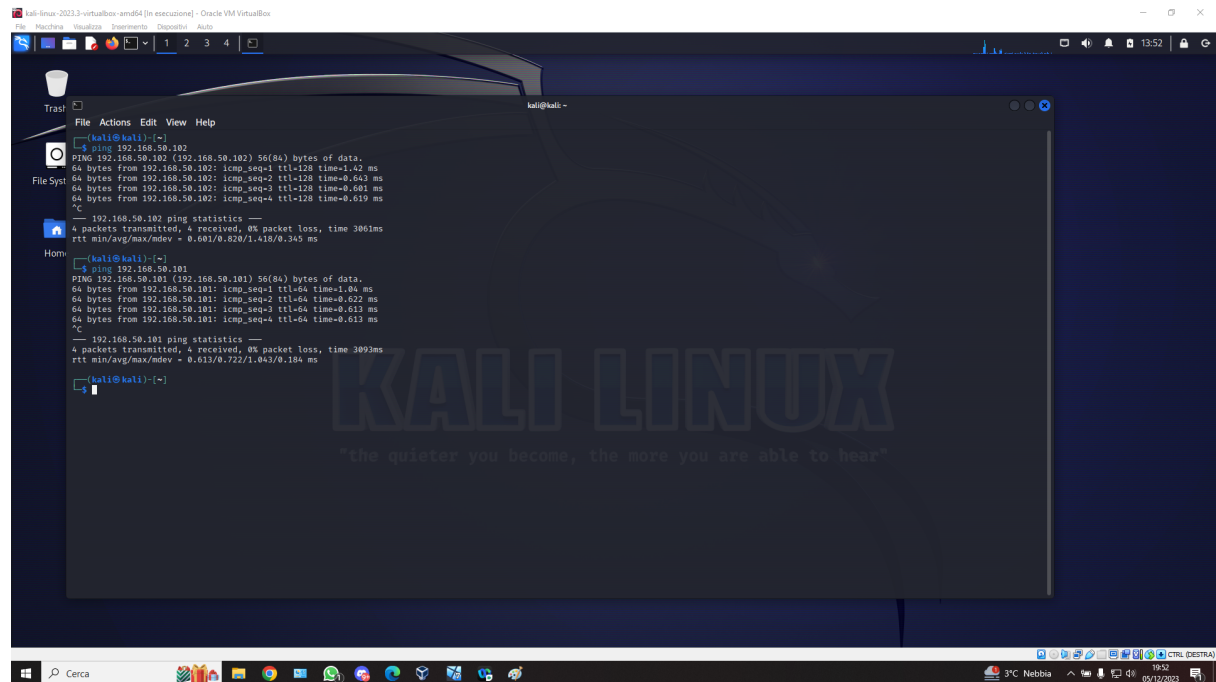 kali-linux-2023.3-virtualbox-amd64 [In esecuzione] - Oracle VM VirtualBox
File Macchina Visualizza Inserimento Dispositivi Aiuto
1 2 3 4
13:52
Trash
kali@kali: ~
File Actions Edit View Help
File Syst
Home
┌──(kali㉿kali)-[~]
└─$ ping 192.168.50.102
PING 192.168.50.102 (192.168.50.102) 56(84) bytes of data.
64 bytes from 192.168.50.102: icmp_seq=1 ttl=128 time=1.42 ms
64 bytes from 192.168.50.102: icmp_seq=2 ttl=128 time=0.643 ms
64 bytes from 192.168.50.102: icmp_seq=3 ttl=128 time=0.601 ms
64 bytes from 192.168.50.102: icmp_seq=4 ttl=128 time=0.619 ms
^C
— 192.168.50.102 ping statistics —
4 packets transmitted, 4 received, 0% packet loss, time 3061ms
rtt min/avg/max/mdev = 0.601/0.820/1.418/0.345 ms
┌──(kali㉿kali)-[~]
└─$ ping 192.168.50.101
PING 192.168.50.101 (192.168.50.101) 56(84) bytes of data.
64 bytes from 192.168.50.101: icmp_seq=1 ttl=64 time=1.04 ms
64 bytes from 192.168.50.101: icmp_seq=2 ttl=64 time=0.622 ms
64 bytes from 192.168.50.101: icmp_seq=3 ttl=64 time=0.613 ms
64 bytes from 192.168.50.101: icmp_seq=4 ttl=64 time=0.613 ms
^C
— 192.168.50.101 ping statistics —
4 packets transmitted, 4 received, 0% packet loss, time 3093ms
rtt min/avg/max/mdev = 0.613/0.722/1.043/0.184 ms
┌──(kali㉿kali)-[~]
└─$
KALI LINUX
"the quieter you become, the more you are able to hear"
CTRL (DESTRA)
Cerca
3°C Nebbia
19:52
05/12/2023